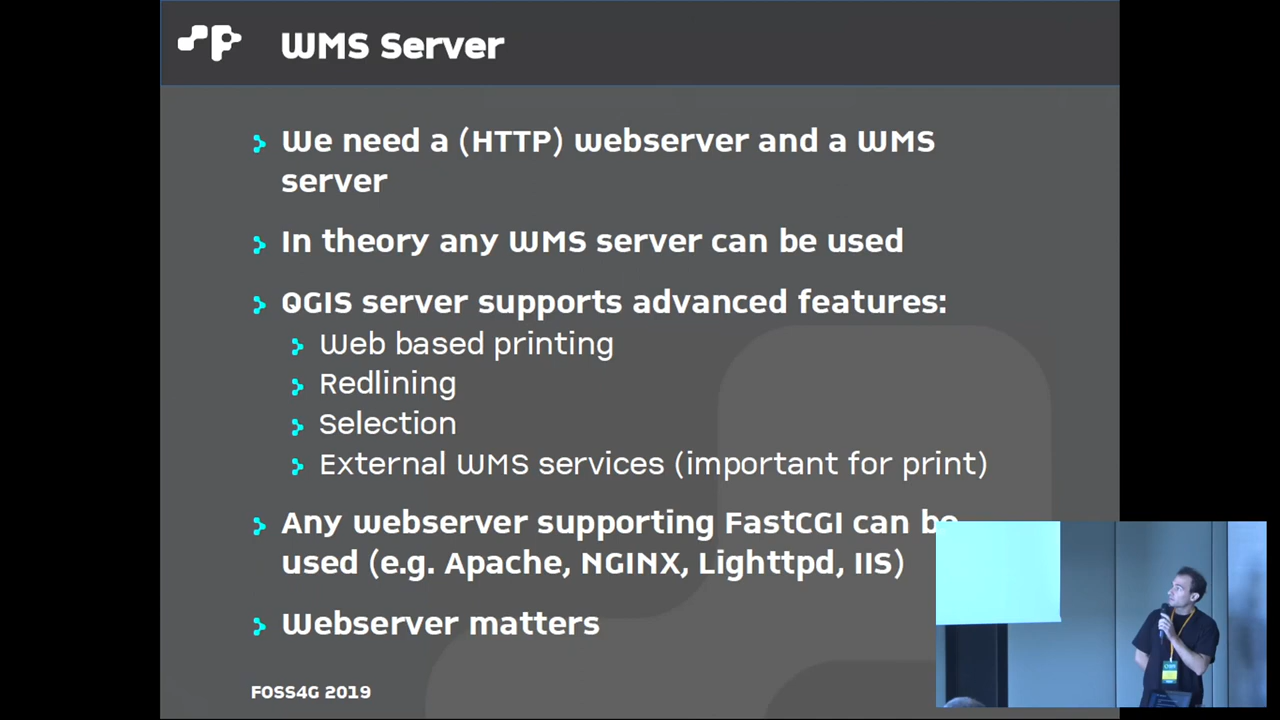 WMS Server
We need a (HTTP) webserver and a WMS
server
In theory any WMS server can be used
QGIS server supports advanced features:
Web based printing
Redlining
Selection
External WMS services (important for print)
Any webserver supporting FastCGI can be
used (e.g. Apache, NGINX, Lighttpd, IIS)
Webserver matters
FOSS4G 2019